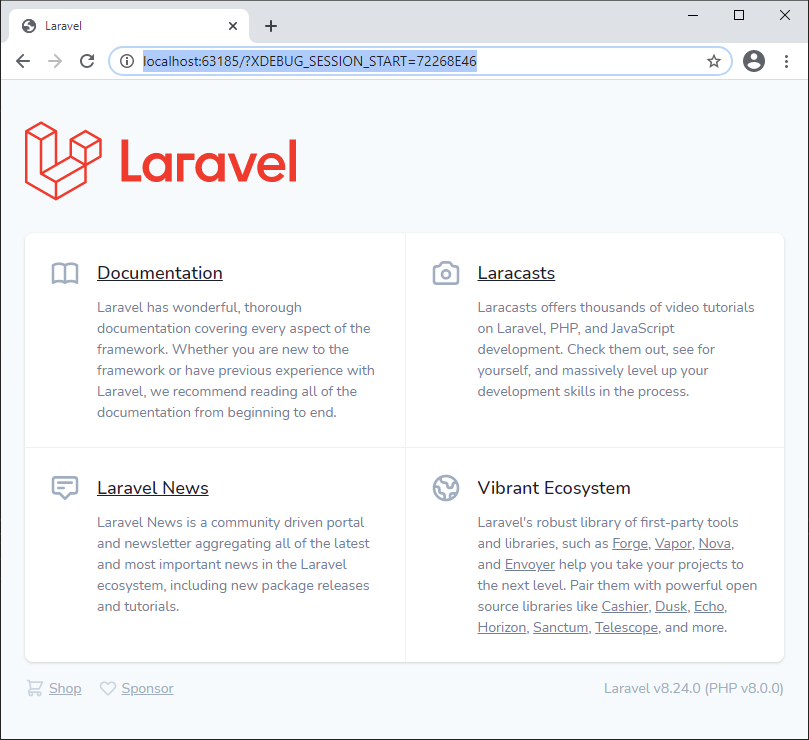 Laravel
localhost:63185/?XDEBUG_SESSION_START=72268E46
Laravel
Documentation
Laravel has wonderful, thorough
documentation covering every aspect of the
framework. Whether you are new to the
framework or have previous experience with
Laravel, we recommend reading all of the
documentation from beginning to end.
Laracasts
Laracasts offers thousands of video tutorials
on Laravel, PHP, and JavaScript
development. Check them out, see for
yourself, and massively level up your
development skills in the process.
Laravel News
Laravel News is a community driven portal
and newsletter aggregating all of the latest
and most important news in the Laravel
ecosystem, including new package releases
and tutorials.
Vibrant Ecosystem
Laravel's robust library of first-party tools
and libraries, such as Forge, Vapor, Nova,
and Envoyer help you take your projects to
the next level. Pair them with powerful open
source libraries like Cashier, Dusk, Echo,
Horizon, Sanctum, Telescope, and more.
Shop Sponsor Laravel v8.24.0 (PHP v8.0.0)